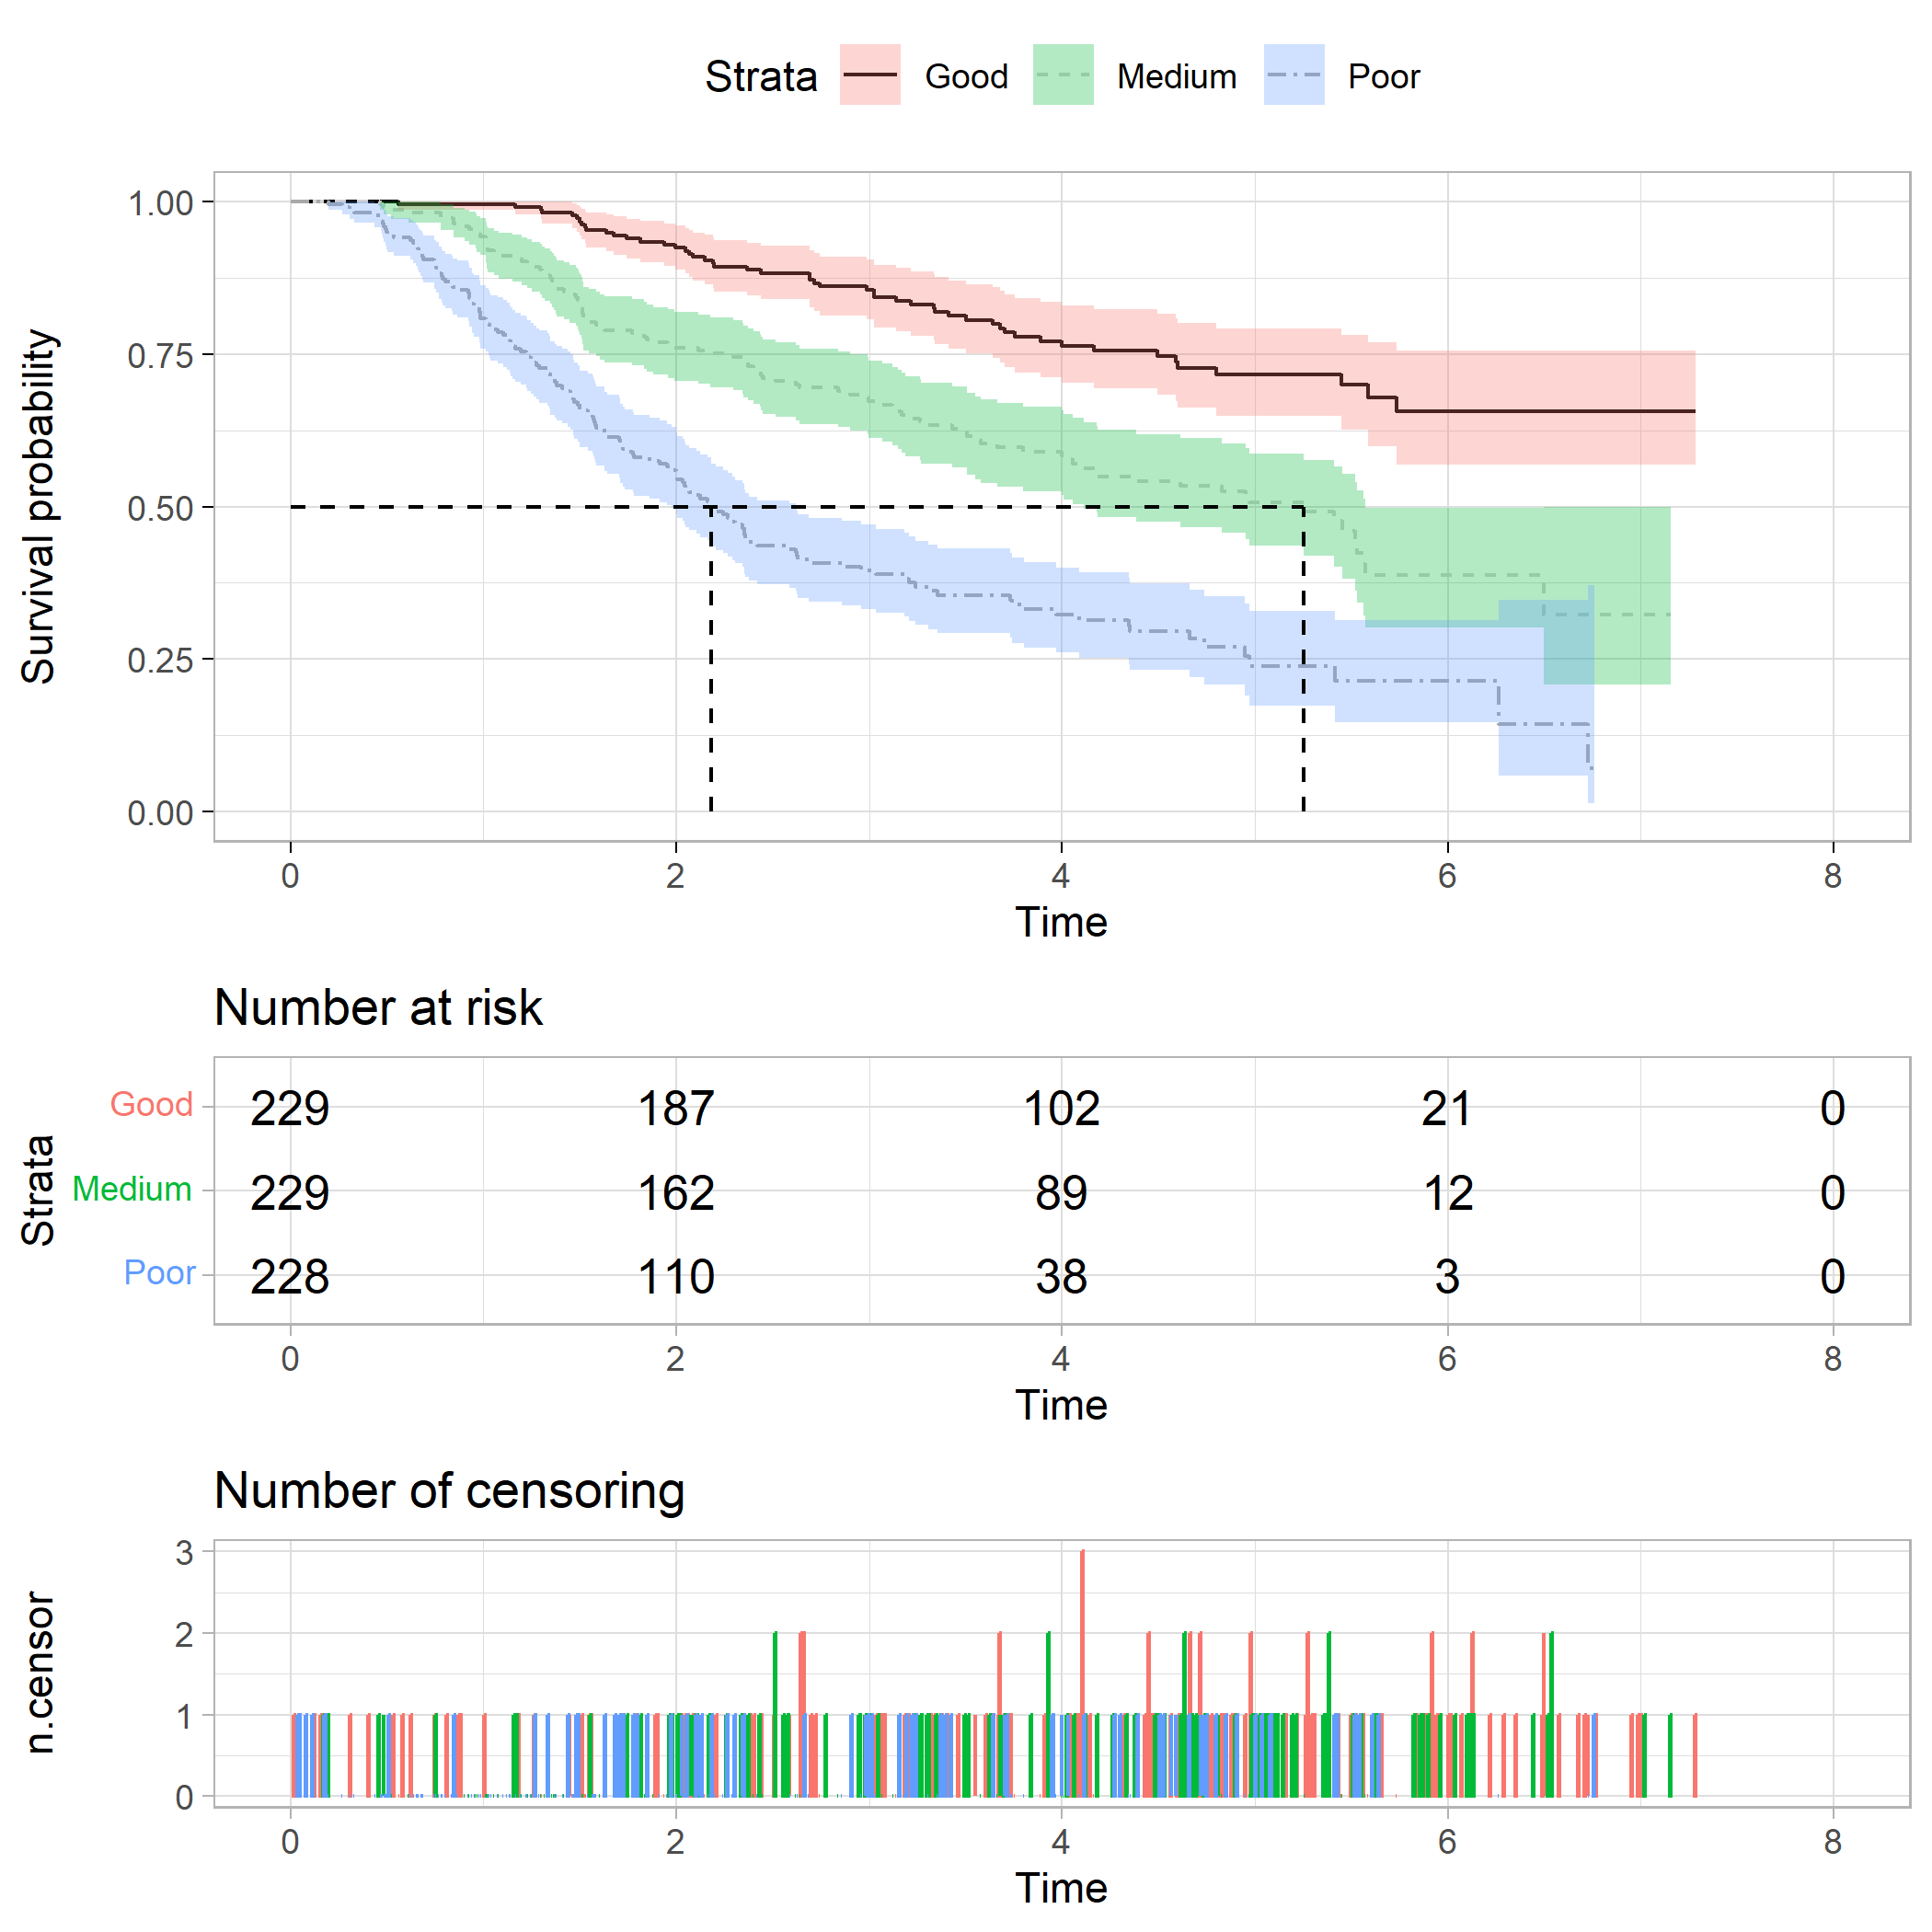 Strata Good Medium Poor
Survival probability
1.00
0.75
0.50
0.25
0.00
0 2 4 6 8
Time
Number at risk
Strata
Good 229 187 102 21 0
Medium 229 162 89 12 0
Poor 228 110 38 3 0
0 2 4 6 8
Time
Number of censoring
n.censor
3
2
1
0
0 2 4 6 8
Time